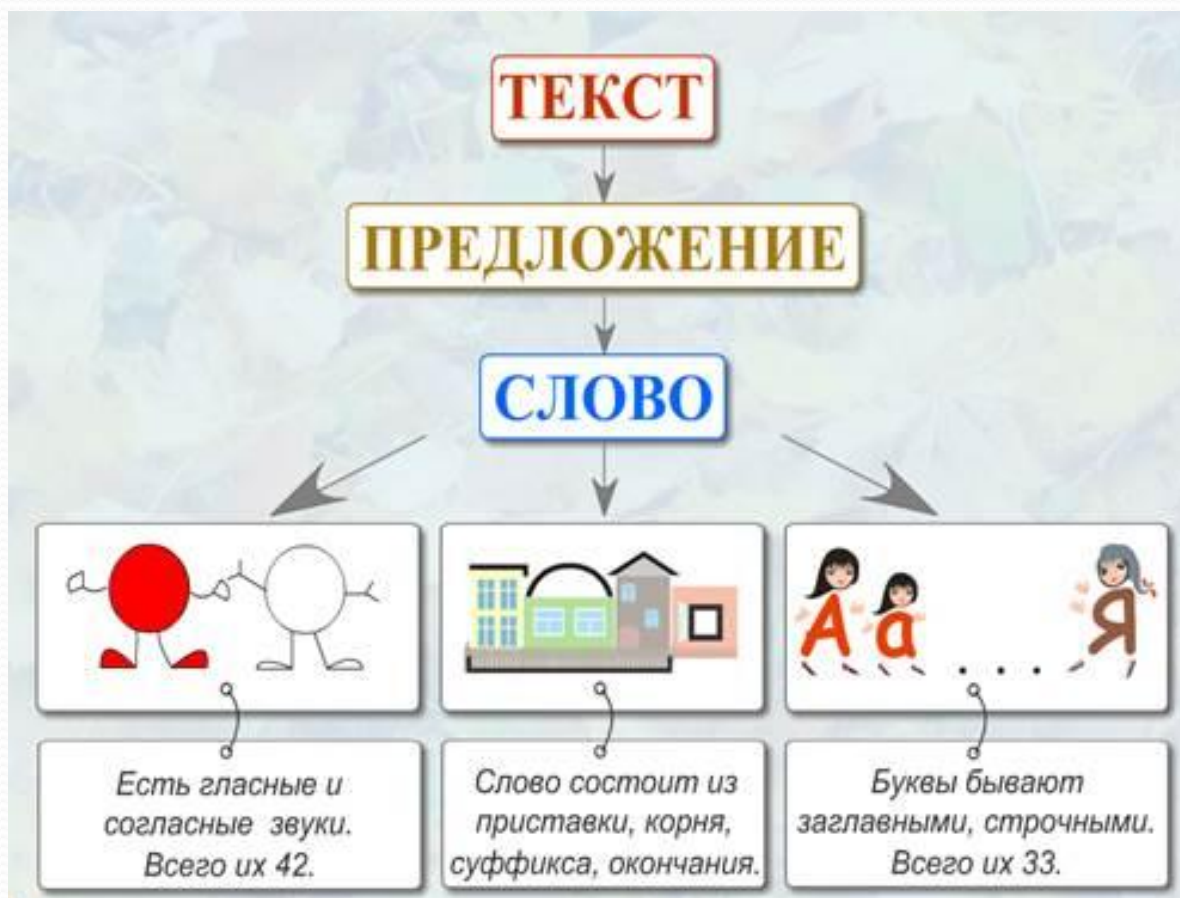 ТЕКСТ
ПРЕДЛОЖЕНИЕ
СЛОВО
А а . . . Я
Есть гласные и
согласные звуки.
Всего их 42.
Слово состоит из
приставки, корня,
суффикса, окончания.
Буквы бывают
заглавными, строчными.
Всего их 33.